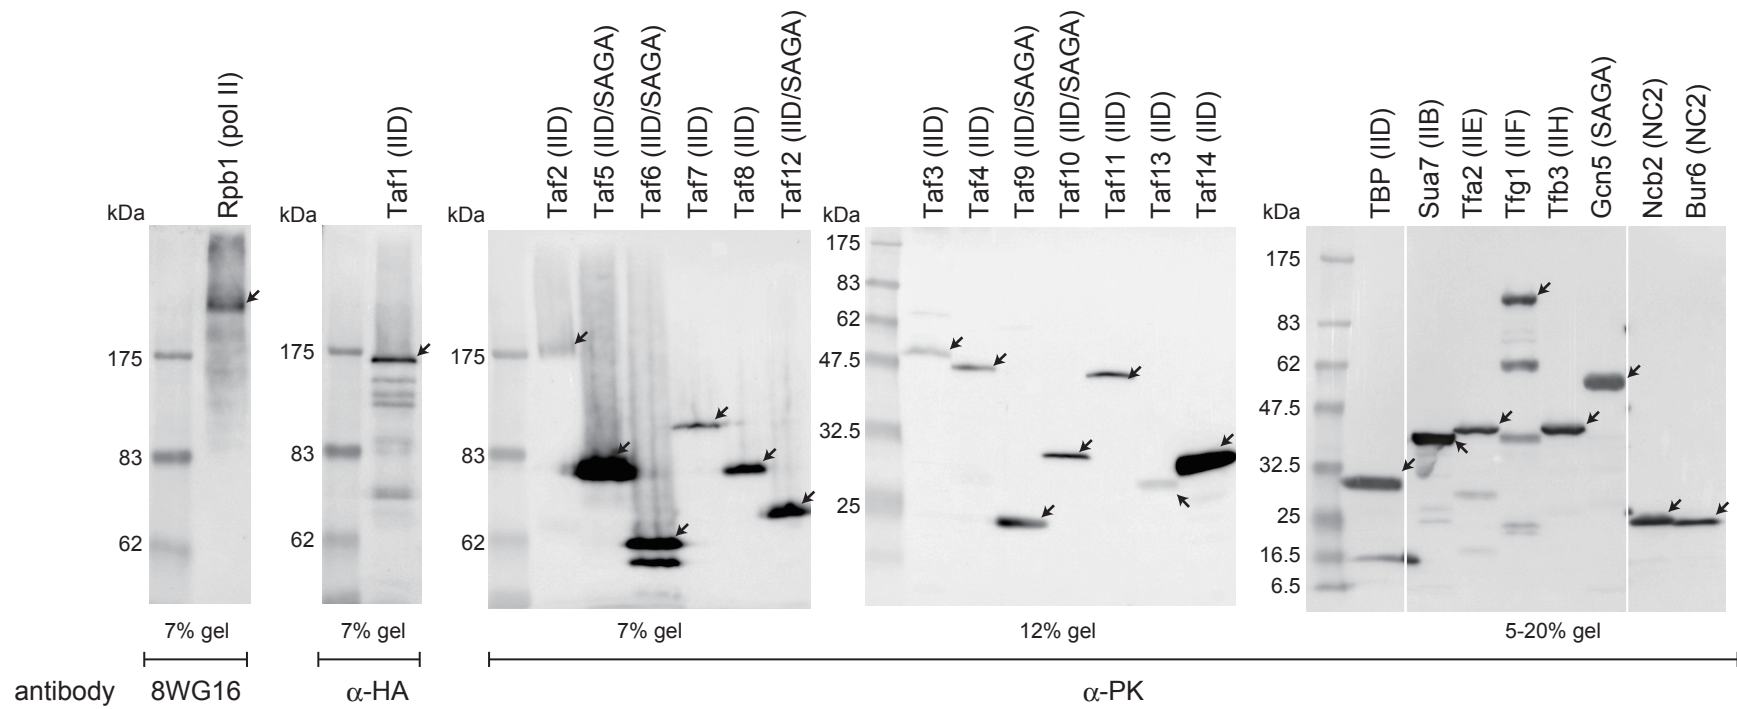 Rpb1 (pol II)
Taf1 (IID)
Taf2 (IID)
Taf5 (IID/SAGA)
Taf6 (IID/SAGA)
Taf7 (IID)
Taf8 (IID)
Taf12 (IID/SAGA)
Taf3 (IID)
Taf4 (IID)
Taf9 (IID/SAGA)
Taf10 (IID/SAGA)
Taf11 (IID)
Taf13 (IID)
Taf14 (IID)
TBP (IID)
Sua7 (IIB)
Tfa2 (IIE)
Tfg1 (IIF)
Tfb3 (IIH)
Gcn5 (SAGA)
Ncb2 (NC2)
Bur6 (NC2)
kDa
175
83
62
kDa
175
83
62
kDa
175
83
62
kDa
175
83
62
47.5
32.5
25
kDa
175
83
62
47.5
32.5
25
16.5
6.5
7% gel
7% gel
7% gel
12% gel
5-20% gel
antibody
8WG16
α-HA
α-PK